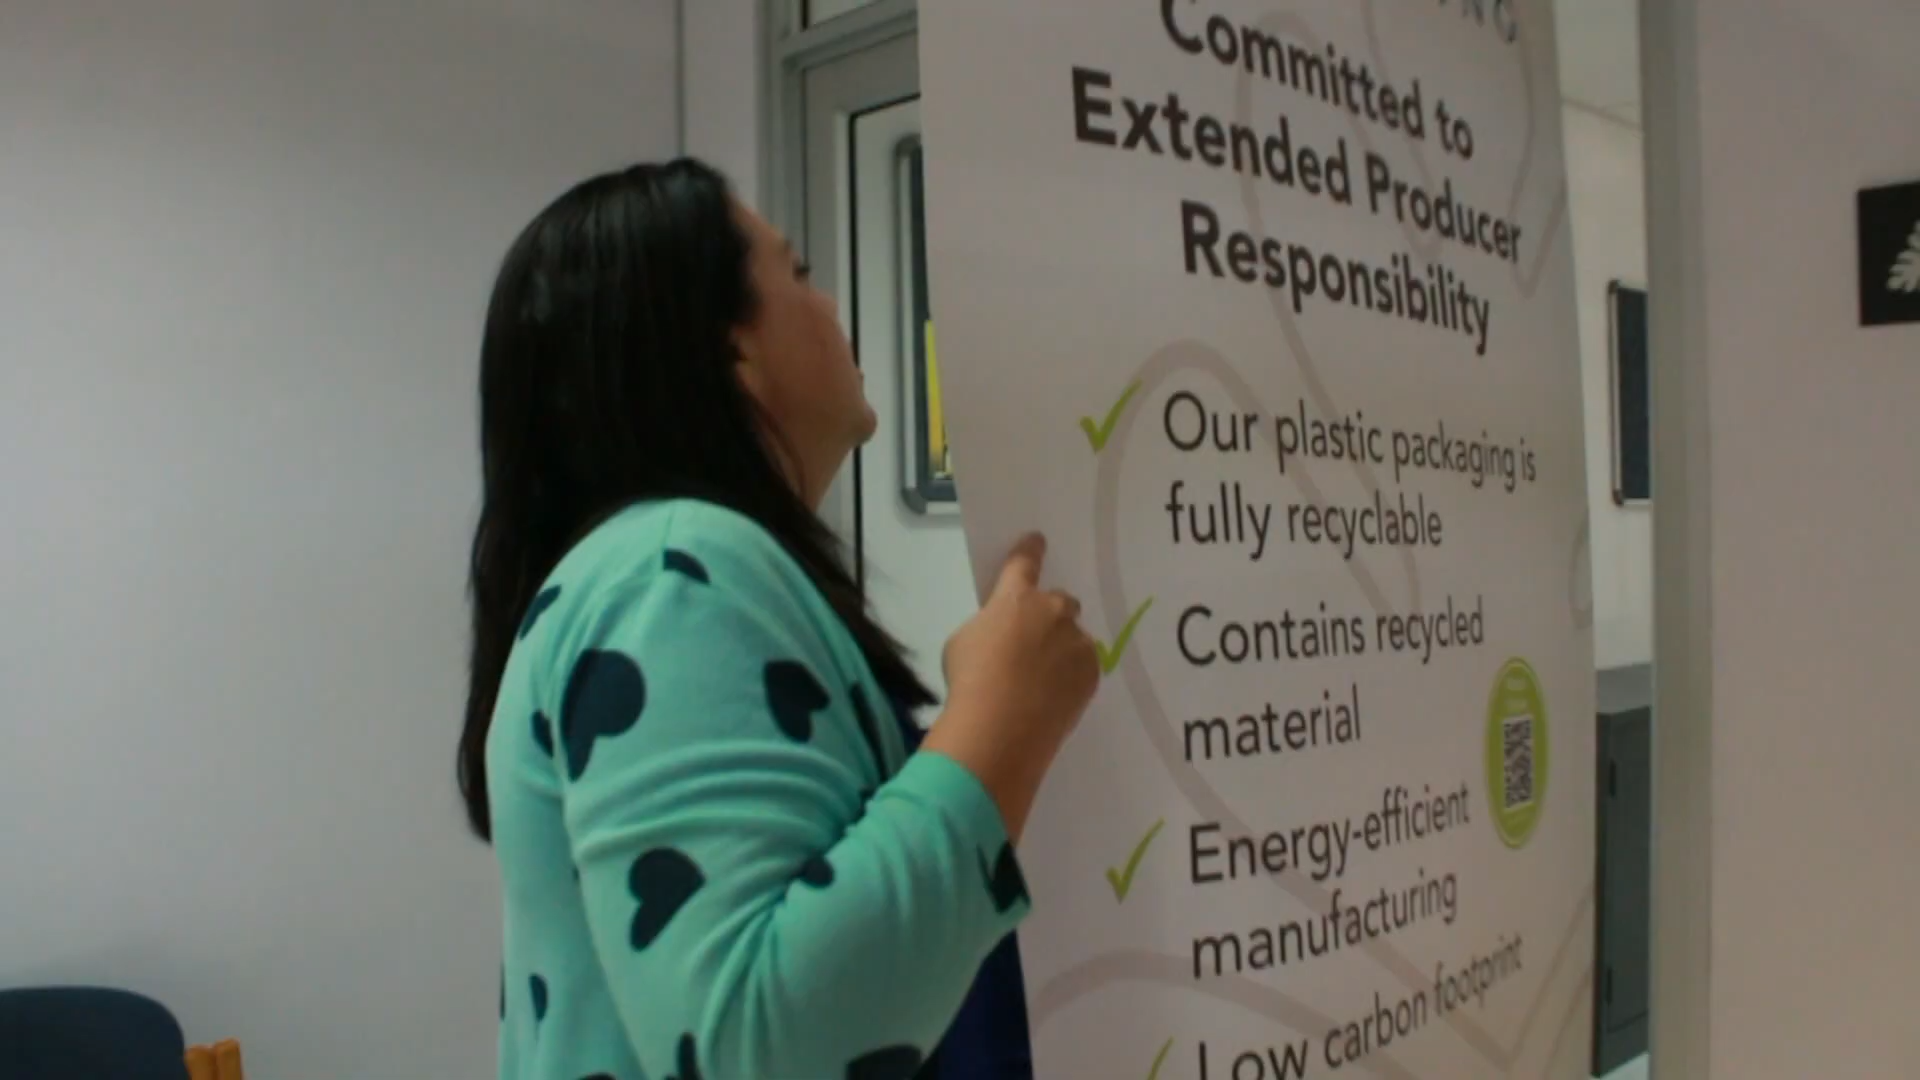 Committed to
Extended Producer
Responsibility
Our plastic packaging is
fully recyclable
Contains recycled
material
Energy-efficient
manufacturing
Low carbon footprint